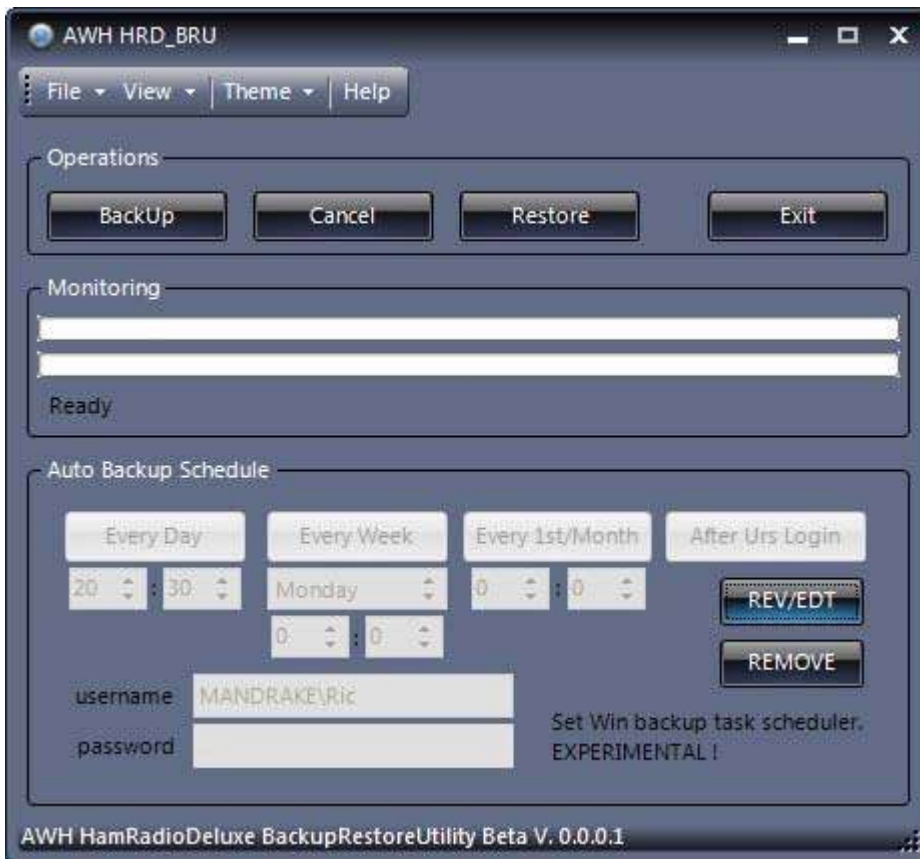 AWH HRD_BRU
File View Theme Help
Operations
BackUp Cancel Restore Exit
Monitoring
Ready
Auto Backup Schedule
Every Day Every Week Every 1st/Month After Urs Login
20 : 30 Monday 0 : 0
0 : 0
REV/EDT
REMOVE
username MANDRAKE\Ric
password
Set Win backup task scheduler.
EXPERIMENTAL !
AWH HamRadioDeluxe BackupRestoreUtility Beta V. 0.0.0.1